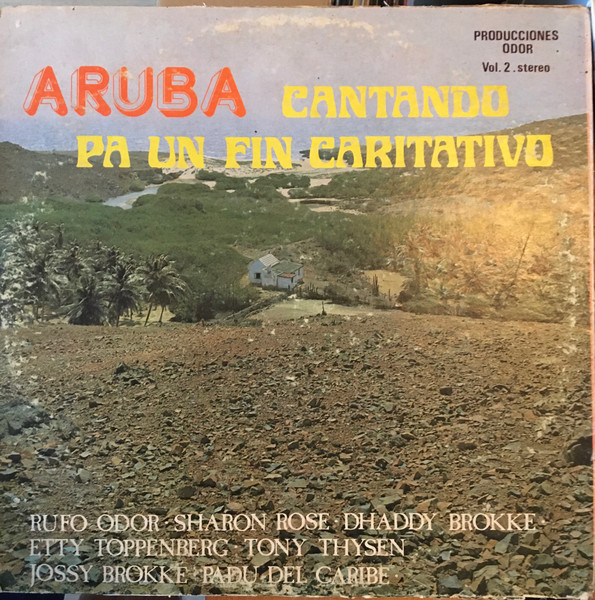 PRODUCCIONES
ODOR
Vol. 2 . stereo
ARUBA CANTANDO
PA UN FIN CARITATIVO
RUFO ODOR · SHARON ROSE · DHADDY BROKKE ·
ETTY TOPPENBERG · TONY THYSEN
JOSSY BROKKE · PADU DEL CARIBE ·